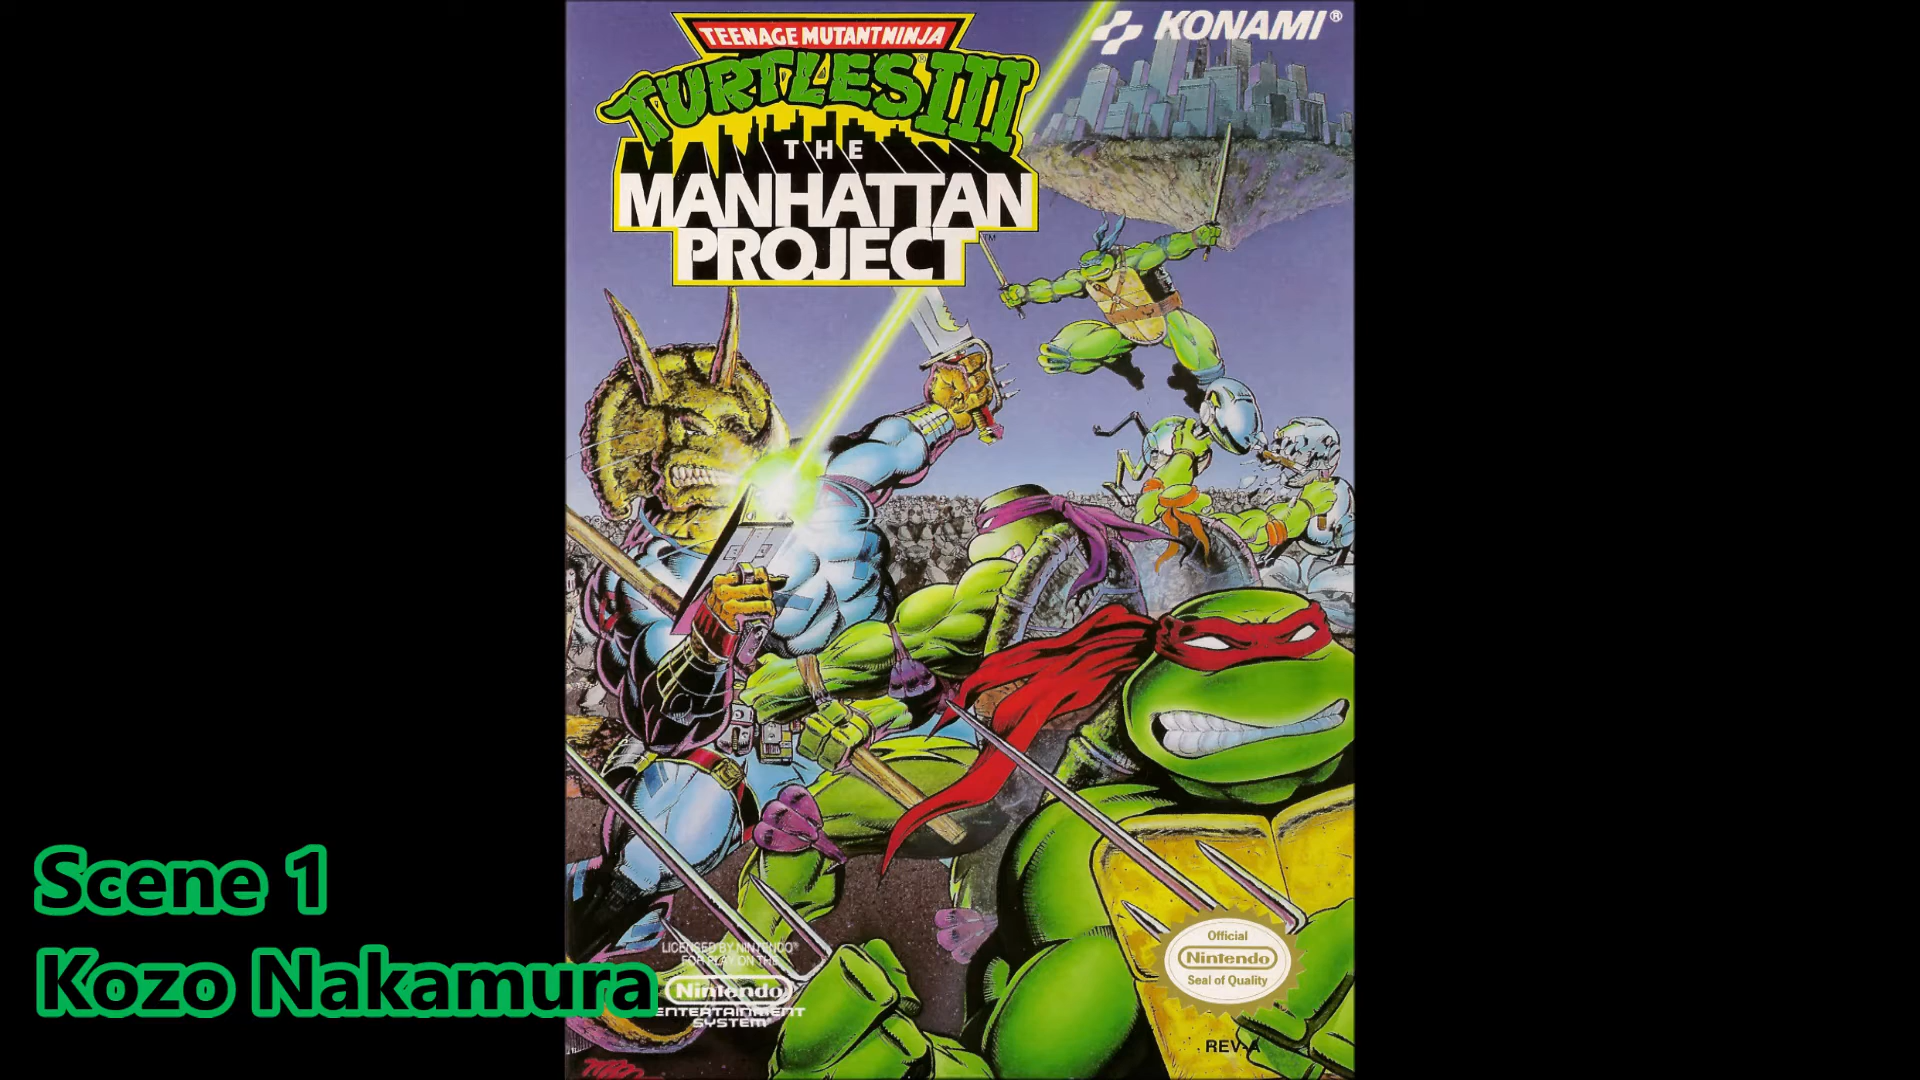 TEENAGE MUTANT NINJA
TURTLES III
THE
MANHATTAN
PROJECT™
KONAMI®
Scene 1
Kozo Nakamura
LICENSED BY NINTENDO®
FOR PLAY ON THE
Nintendo
ENTERTAINMENT
SYSTEM®
Official
Nintendo
Seal of Quality
REV-A